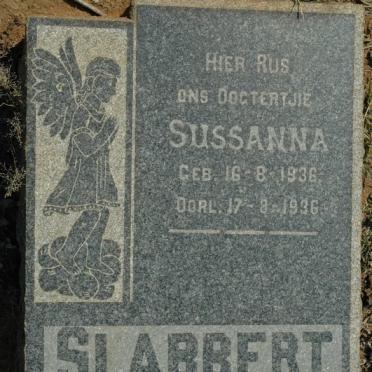 HIER RUS
ONS DOGTERTJIE
SUSSANNA
GEB. 16-8-1936
OORL. 17-8-1936
SLABBERT